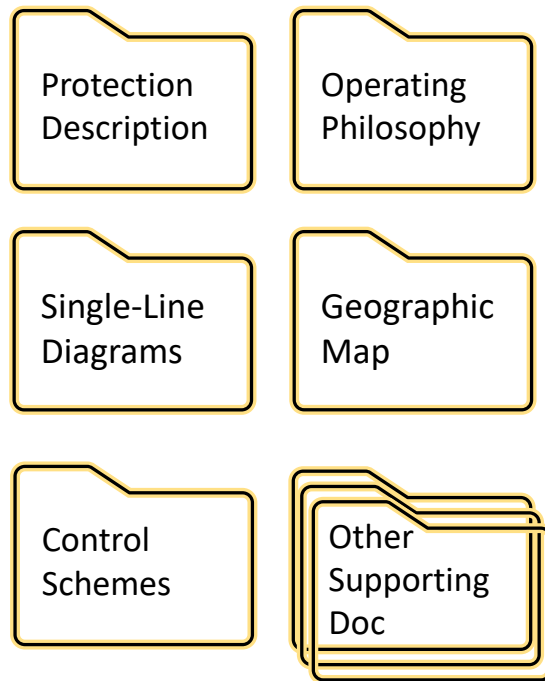 Protection
Description
Operating
Philosophy
Single-Line
Diagrams
Geographic
Map
Control
Schemes
Other
Supporting
Doc